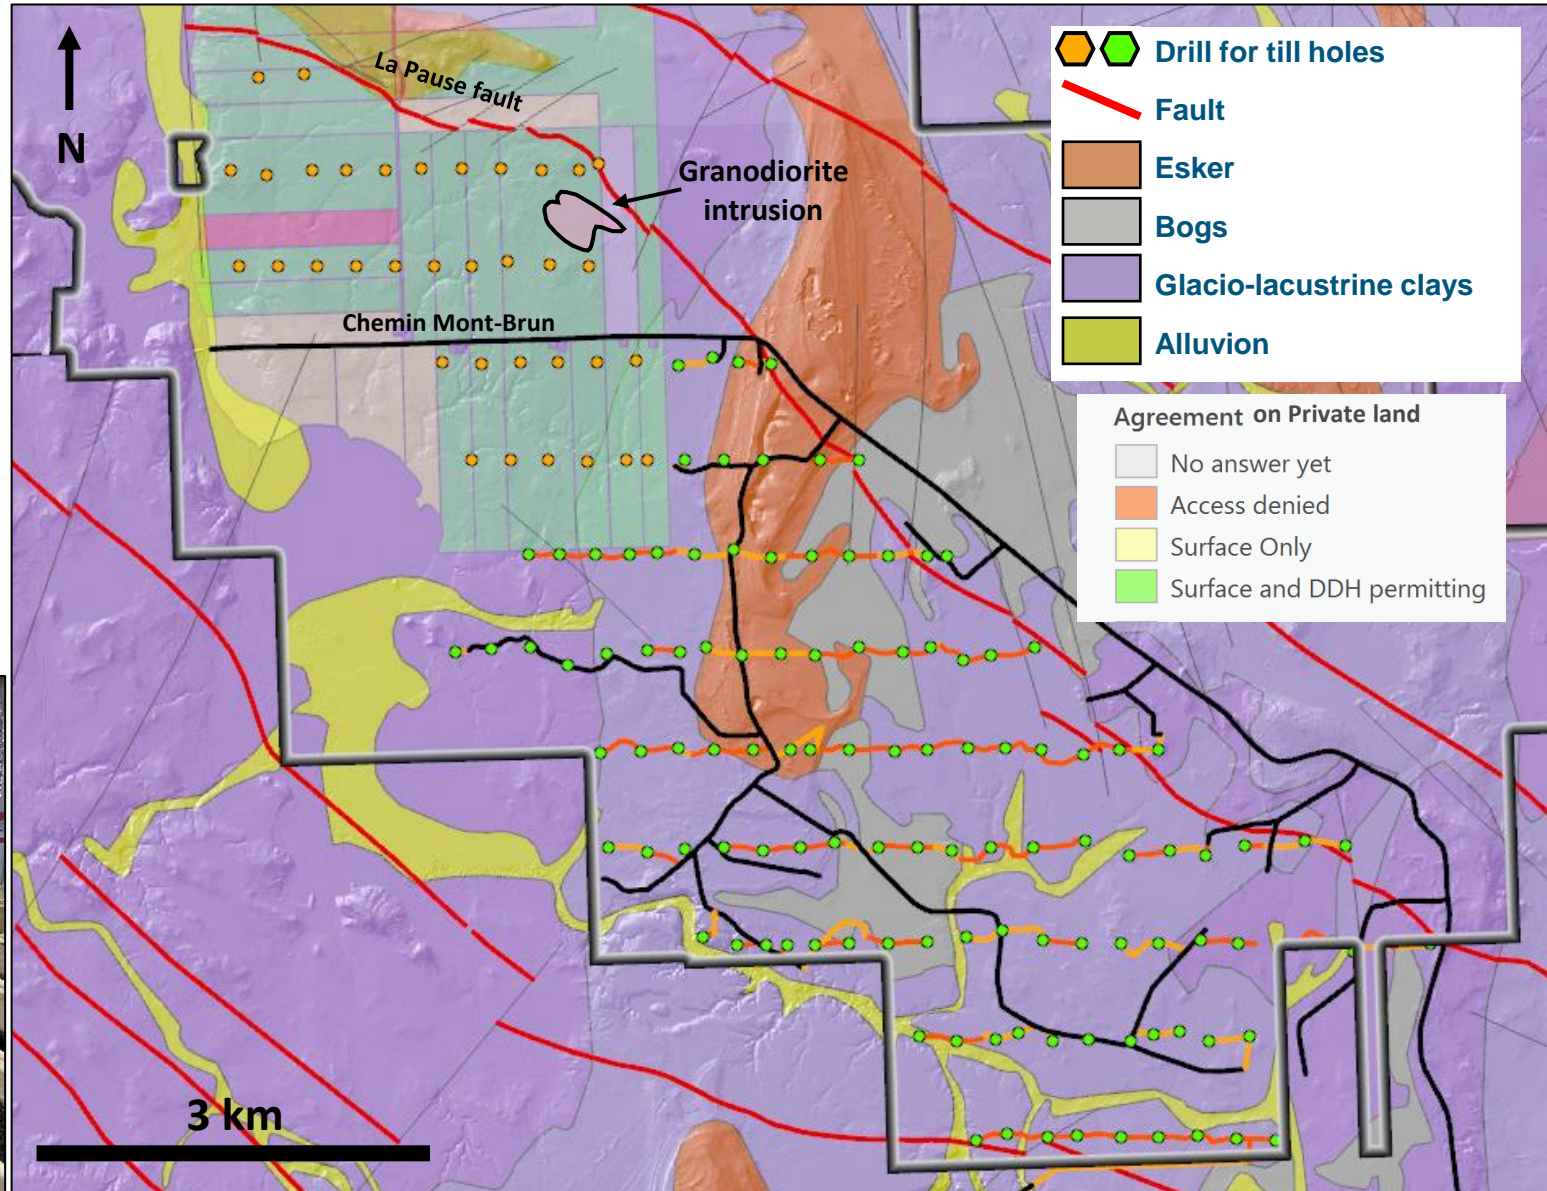 N
La Pause fault
Granodiorite
intrusion
Chemin Mont-Brun
3 km
Drill for till holes
Fault
Esker
Bogs
Glacio-lacustrine clays
Alluvion
Agreement on Private land
No answer yet
Access denied
Surface Only
Surface and DDH permitting